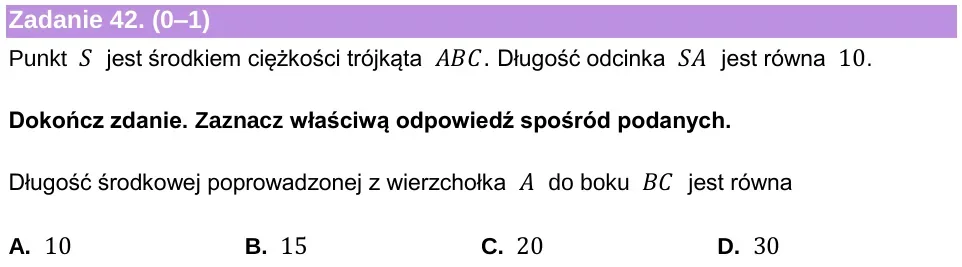 Zadanie 42. (0–1)
Punkt S jest środkiem ciężkości trójkąta ABC. Długość odcinka SA jest równa 10.
Dokończ zdanie. Zaznacz właściwą odpowiedź spośród podanych.
Długość środkowej poprowadzonej z wierzchołka A do boku BC jest równa
A. 10 B. 15 C. 20 D. 30